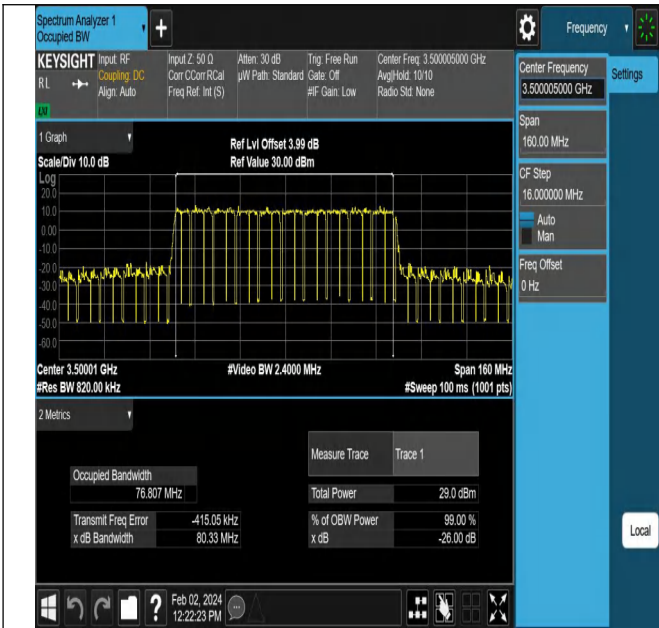 Spectrum Analyzer 1
Occupied BW
Frequency
KEYSIGHT
RL
Input: RF
Coupling: DC
Align: Auto
Input Z: 50 Ω
Corr CCorr RCal
Freq Ref: Int (S)
Atten: 30 dB
µW Path: Standard
Trig: Free Run
Gate: Off
#IF Gain: Low
Center Freq: 3.500005000 GHz
Avg|Hold: 10/10
Radio Std: None
Center Frequency
3.500005000 GHz
Settings
Span
160.00 MHz
CF Step
16.000000 MHz
Auto
Man
Freq Offset
0 Hz
Local
1 Graph
Scale/Div 10.0 dB
Ref Lvl Offset 3.99 dB
Ref Value 30.00 dBm
Log
20.0
10.0
0.00
-10.0
-20.0
-30.0
-40.0
-50.0
-60.0
Center 3.50001 GHz
#Video BW 2.4000 MHz
Span 160 MHz
#Res BW 820.00 kHz
#Sweep 100 ms (1001 pts)
2 Metrics
Measure Trace
Trace 1
Occupied Bandwidth
76.807 MHz
Total Power
29.0 dBm
Transmit Freq Error
-415.05 kHz
% of OBW Power
99.00 %
x dB Bandwidth
80.33 MHz
x dB
-26.00 dB
?
Feb 02, 2024
12:22:23 PM